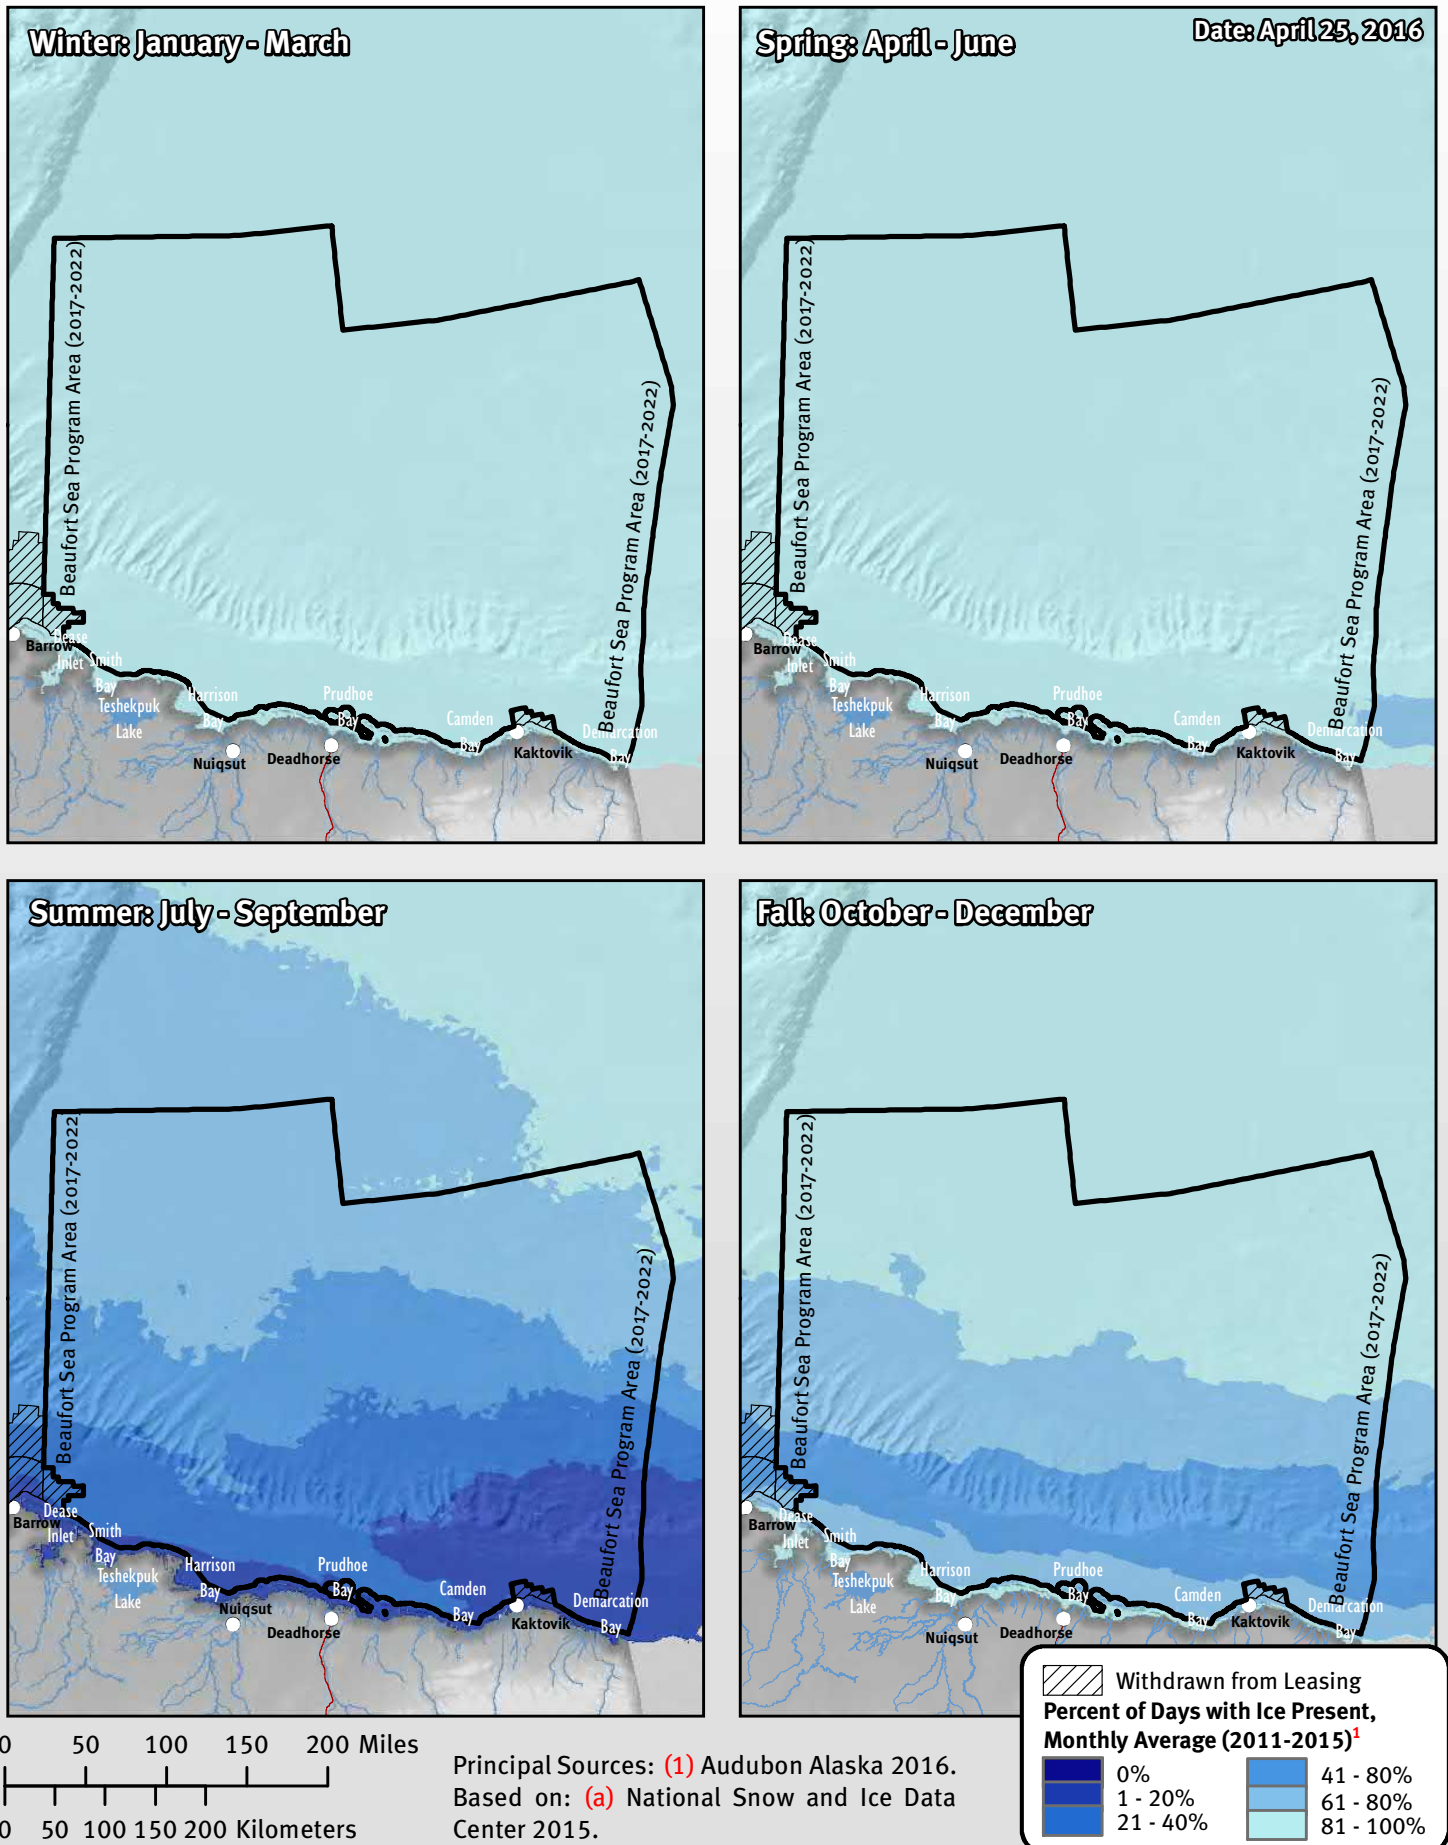 Winter: January - March
Beaufort Sea Program Area (2017-2022)
Beaufort Sea Program Area (2017-2022)
Barrow
Dease
Inlet
Smith
Bay
Teshekpuk
Lake
Harrison
Bay
Nuiqsut
Prudhoe
Bay
Deadhorse
Camden
Bay
Kaktovik
Demarcation
Bay
Spring: April - June
Date: April 25, 2016
Beaufort Sea Program Area (2017-2022)
Beaufort Sea Program Area (2017-2022)
Barrow
Dease
Inlet
Smith
Bay
Teshekpuk
Lake
Harrison
Bay
Nuiqsut
Prudhoe
Bay
Deadhorse
Camden
Bay
Kaktovik
Demarcation
Bay
Summer: July - September
Beaufort Sea Program Area (2017-2022)
Beaufort Sea Program Area (2017-2022)
Barrow
Dease
Inlet
Smith
Bay
Teshekpuk
Lake
Harrison
Bay
Nuiqsut
Prudhoe
Bay
Deadhorse
Camden
Bay
Kaktovik
Demarcation
Bay
Fall: October - December
Beaufort Sea Program Area (2017-2022)
Beaufort Sea Program Area (2017-2022)
Barrow
Dease
Inlet
Smith
Bay
Teshekpuk
Lake
Harrison
Bay
Nuiqsut
Prudhoe
Bay
Deadhorse
Camden
Bay
Kaktovik
Demarcation
Bay
0 50 100 150 200 Miles
0 50 100 150 200 Kilometers
Principal Sources: (1) Audubon Alaska 2016.
Based on: (a) National Snow and Ice Data
Center 2015.
Withdrawn from Leasing
Percent of Days with Ice Present,
Monthly Average (2011-2015)1
0%
1 - 20%
21 - 40%
41 - 80%
61 - 80%
81 - 100%